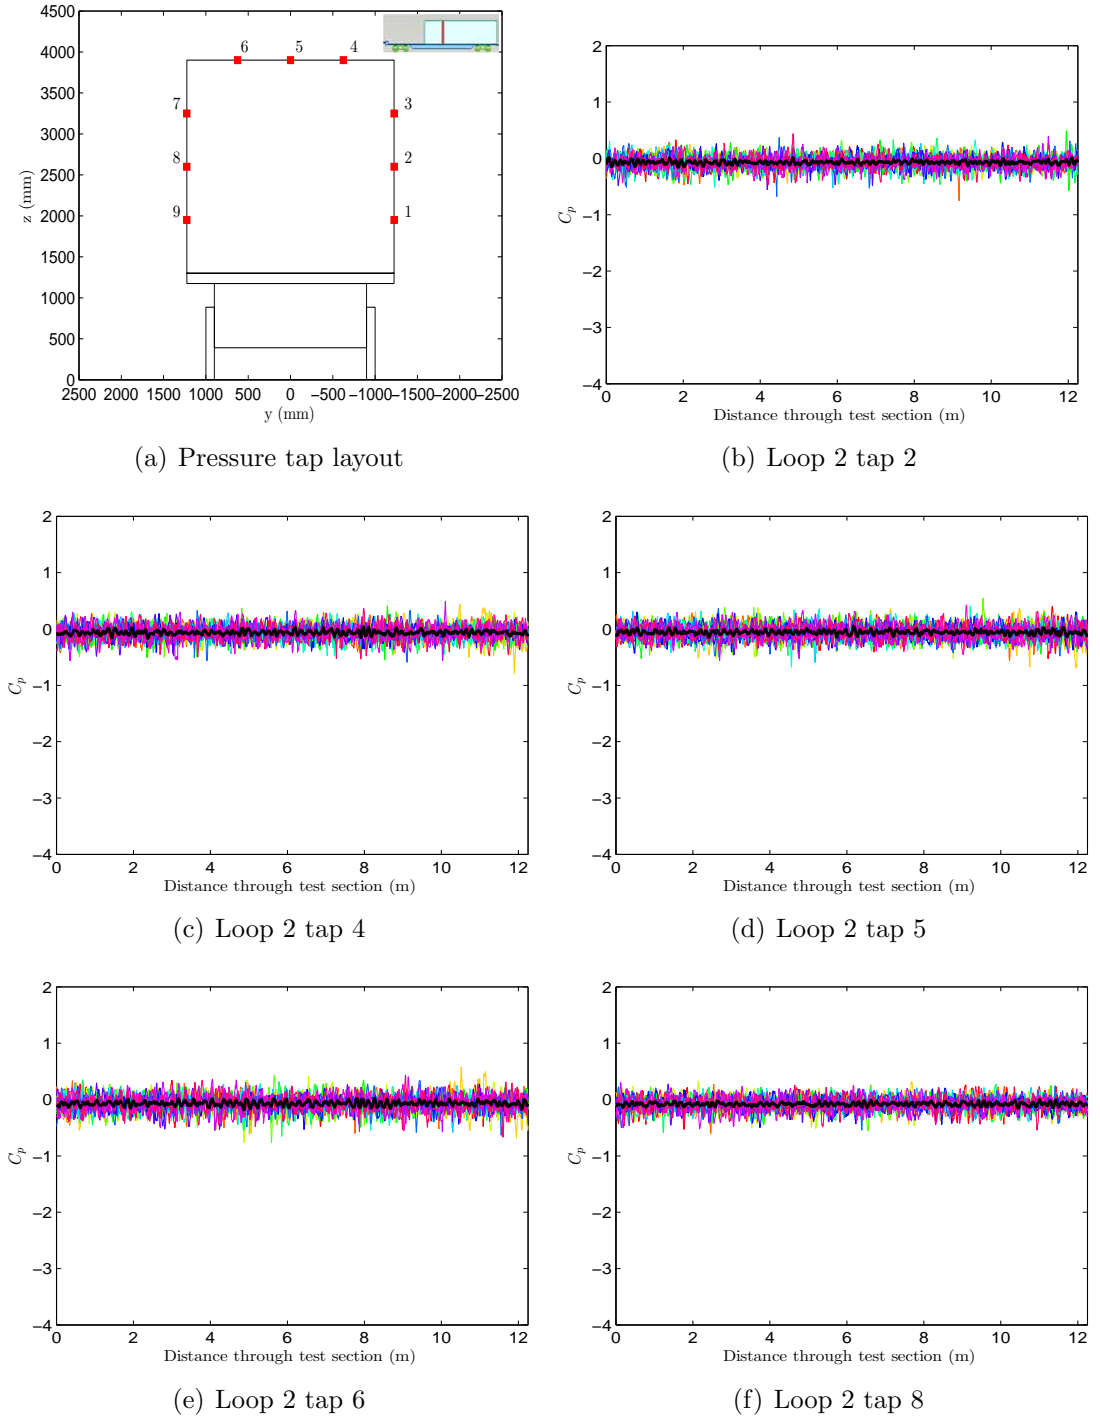 4500
4000
3500
3000
2500
2000
1500
1000
500
0
z (mm)
6 5 4
7 3
8 2
9 1
2500 2000 1500 1000 500 0 −500 −1000 −1500 −2000 −2500
y (mm)
(a) Pressure tap layout
2
1
0
−1
−2
−3
−4
C_p
0 2 4 6 8 10 12
Distance through test section (m)
(b) Loop 2 tap 2
2
1
0
−1
−2
−3
−4
C_p
0 2 4 6 8 10 12
Distance through test section (m)
(c) Loop 2 tap 4
2
1
0
−1
−2
−3
−4
C_p
0 2 4 6 8 10 12
Distance through test section (m)
(d) Loop 2 tap 5
2
1
0
−1
−2
−3
−4
C_p
0 2 4 6 8 10 12
Distance through test section (m)
(e) Loop 2 tap 6
2
1
0
−1
−2
−3
−4
C_p
0 2 4 6 8 10 12
Distance through test section (m)
(f) Loop 2 tap 8